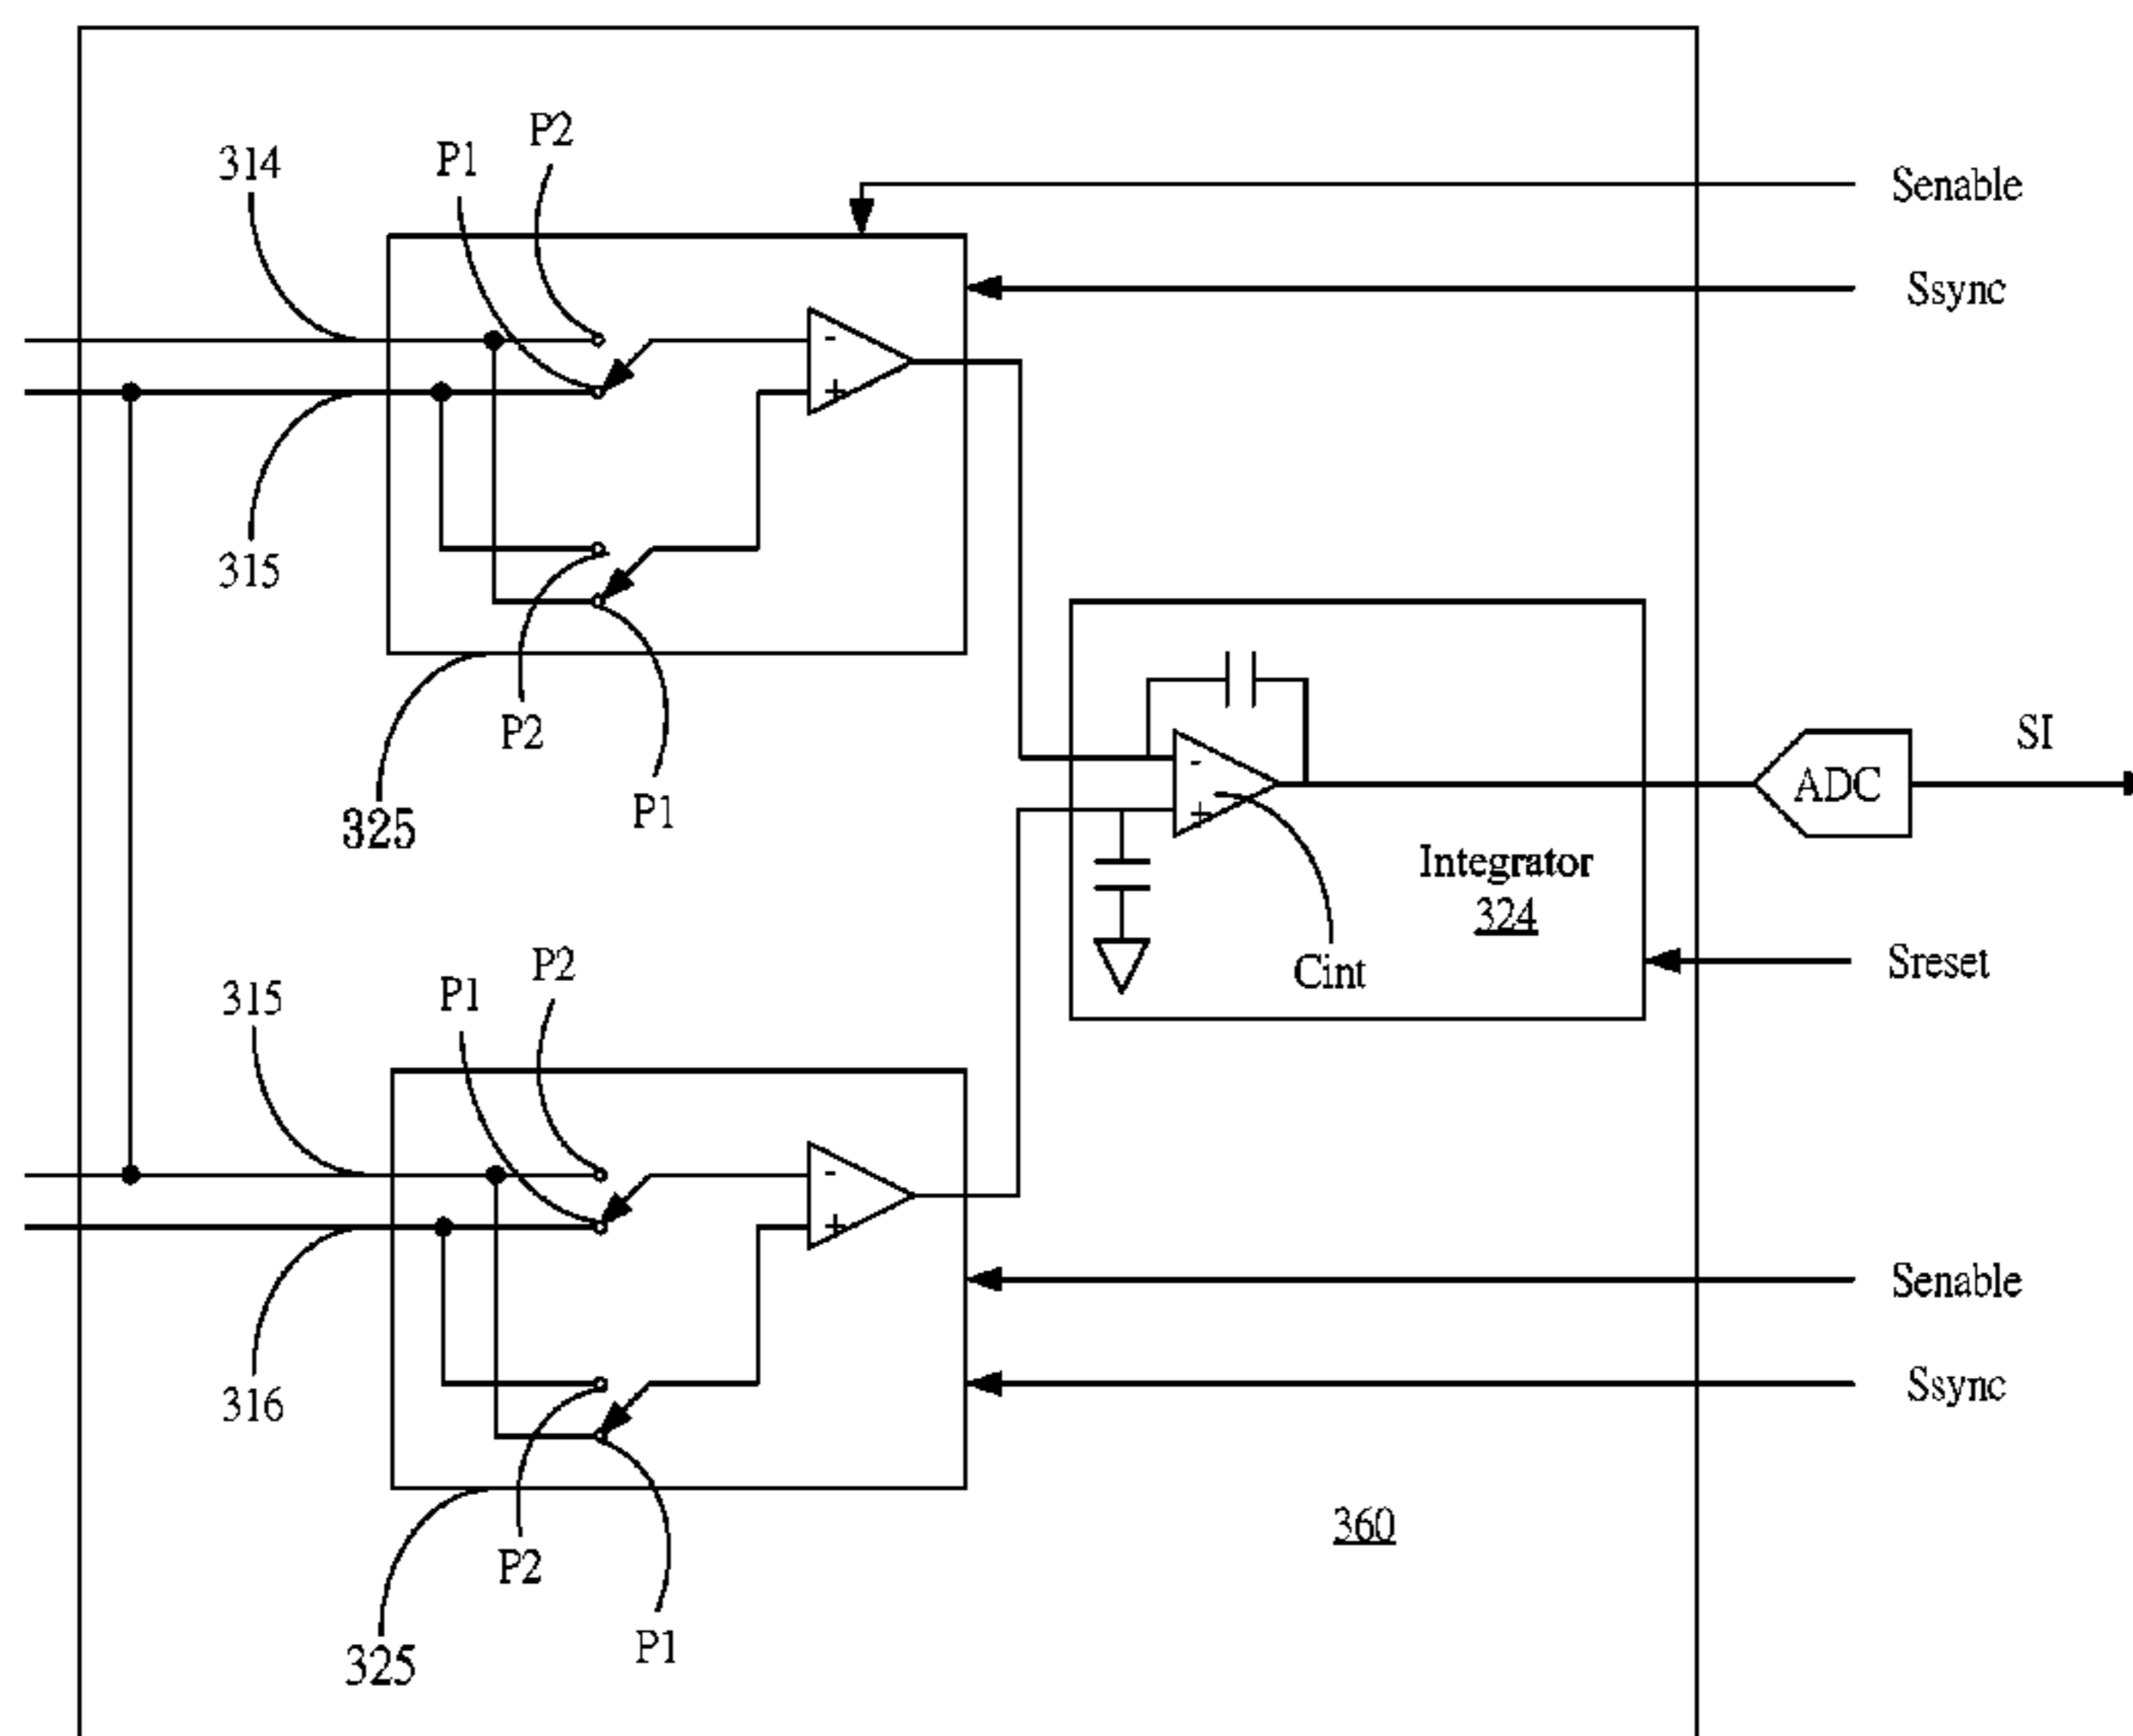 P2
P1
314
Senable
Ssync
-
+
315
P2
P1
325
-
+
ADC
SI
Integrator
324
Cint
Sreset
P2
P1
315
-
+
Senable
Ssync
316
P2
P1
325
360